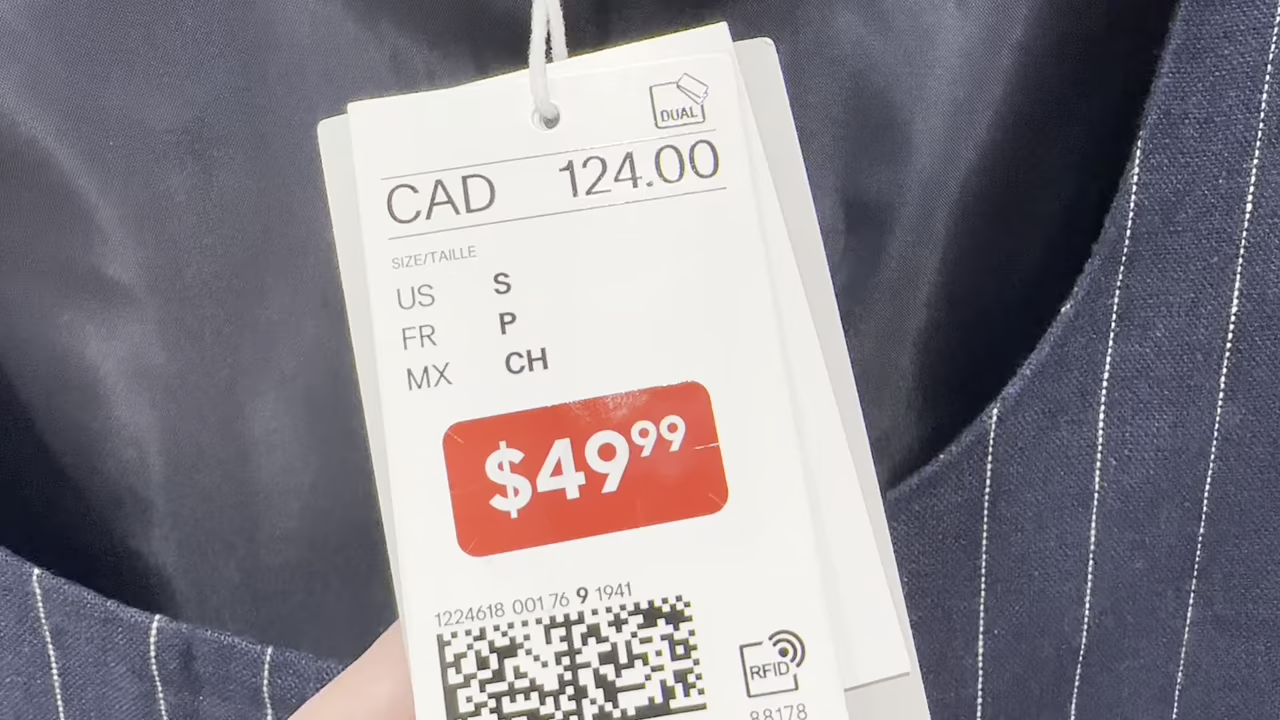 DUAL
CAD 124.00
SIZE/TAILLE
US S
FR P
MX CH
$49.99
1224618 001 76 9 1941
RFID
88178